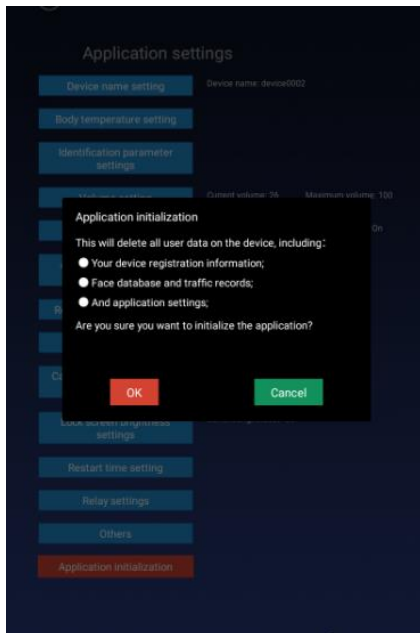 Application settings
Device name setting
Device name: device0002
Body temperature setting
Identification parameter
settings
Volume setting
Current volume: 26
Maximum volume: 100
On
Application initialization
This will delete all user data on the device, including:
Your device registration information;
Face database and traffic records;
And application settings;
Are you sure you want to initialize the application?
OK
Cancel
Lock screen brightness
settings
Restart time setting
Relay settings
Others
Application initialization